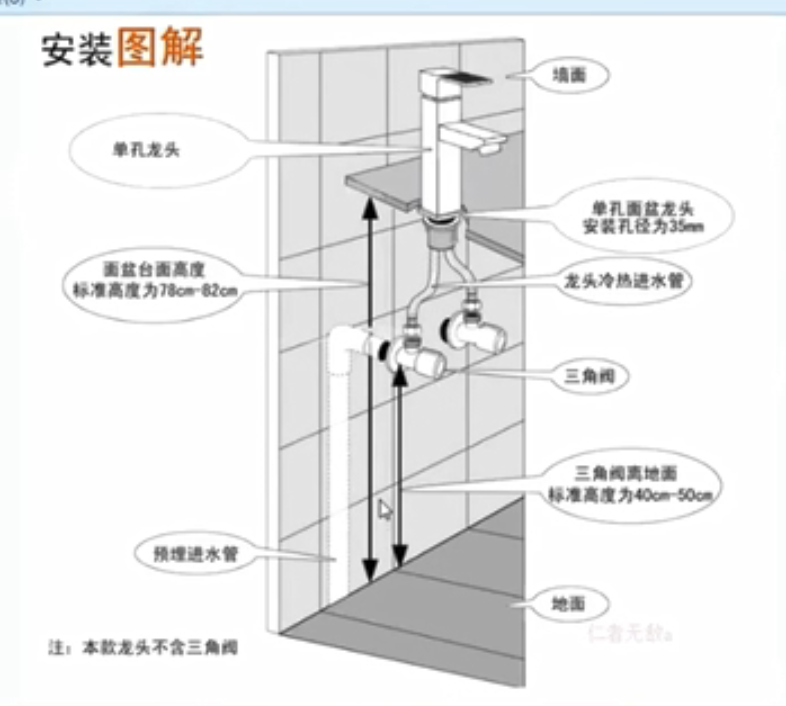 安装图解
墙面
单孔龙头
单孔面盆龙头
安装孔径为35mm
面盆台面高度
标准高度为78cm-82cm
龙头冷热进水管
三角阀
三角阀离地面
标准高度为40cm-50cm
预埋进水管
地面
仁者无敌a
注：本款龙头不含三角阀